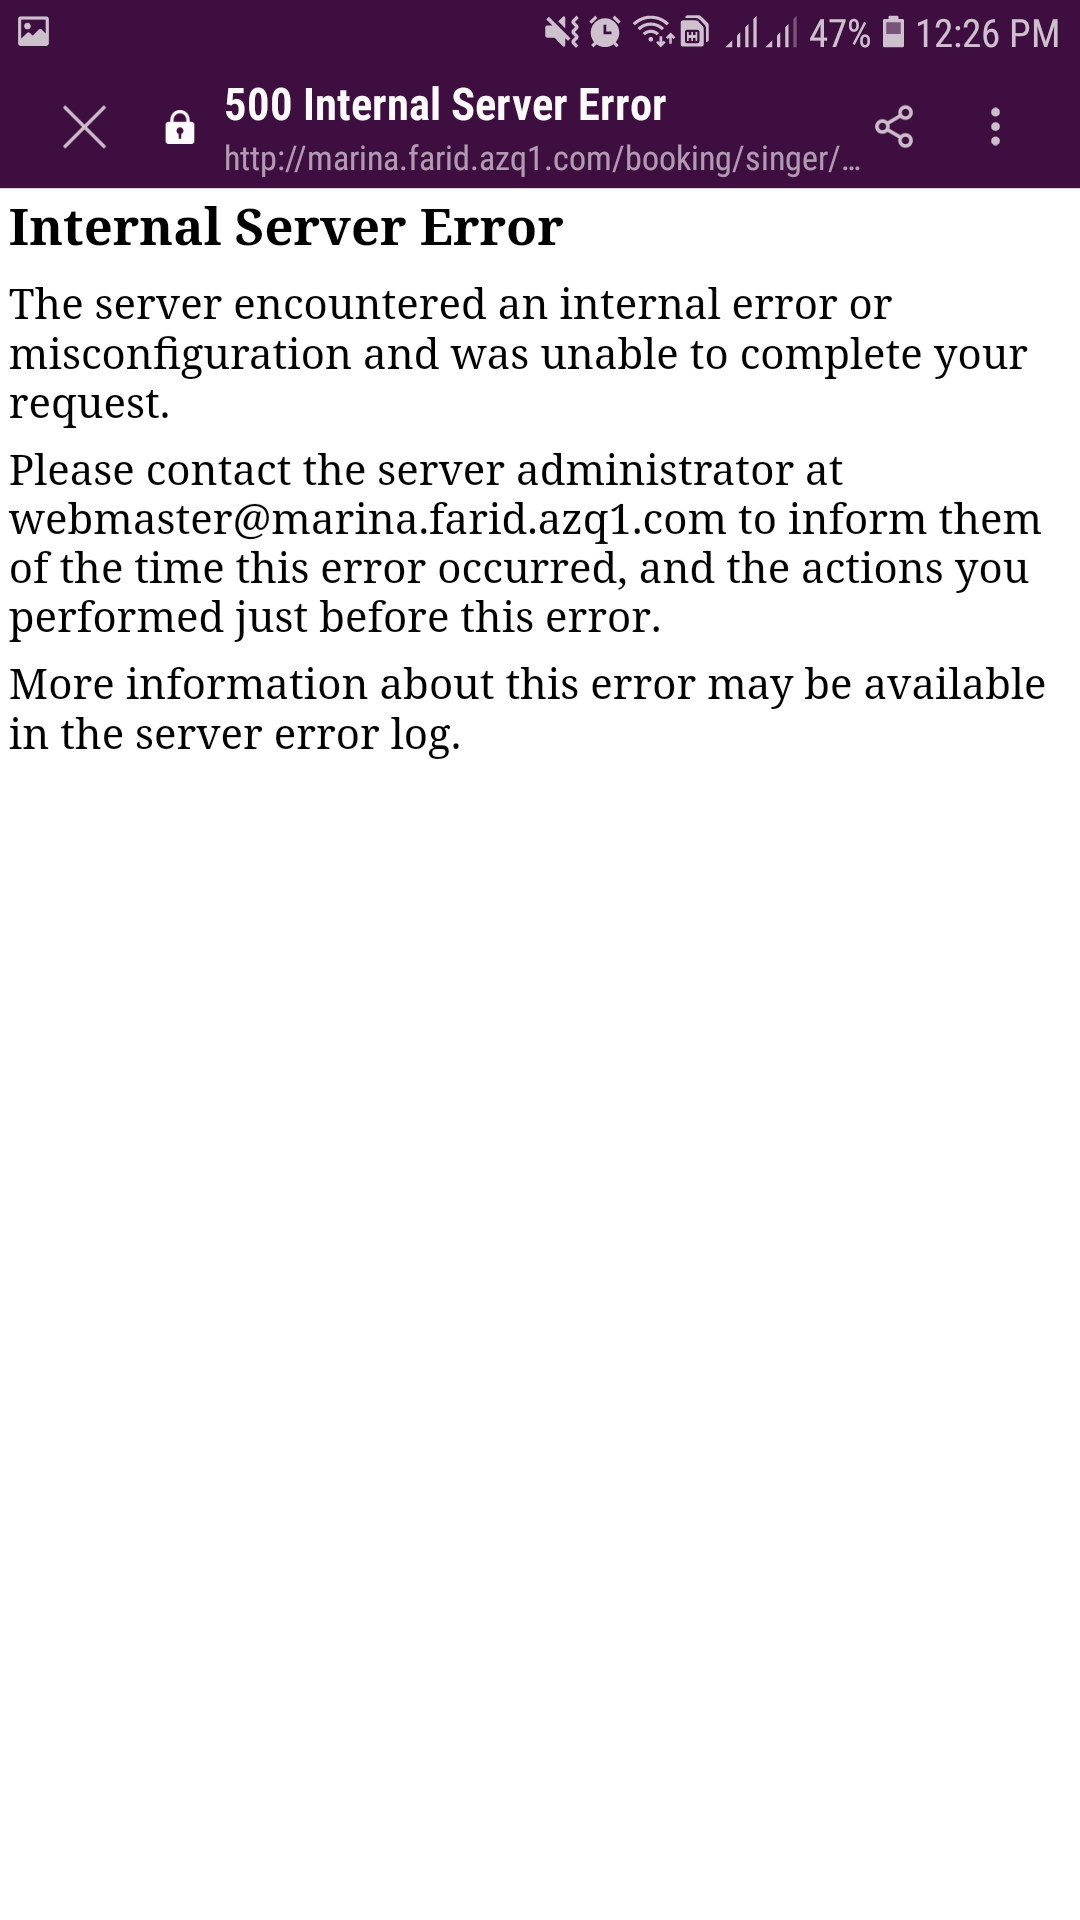 47% 12:26 PM
500 Internal Server Error
http://marina.farid.azq1.com/booking/singer/...
Internal Server Error
The server encountered an internal error or
misconfiguration and was unable to complete your
request.
Please contact the server administrator at
webmaster@marina.farid.azq1.com to inform them
of the time this error occurred, and the actions you
performed just before this error.
More information about this error may be available
in the server error log.